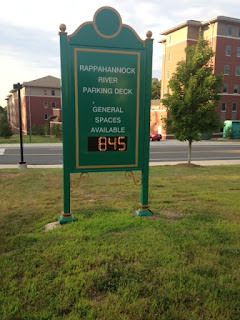 RAPPAHANNOCK
RIVER
PARKING DECK
GENERAL
SPACES
AVAILABLE
845